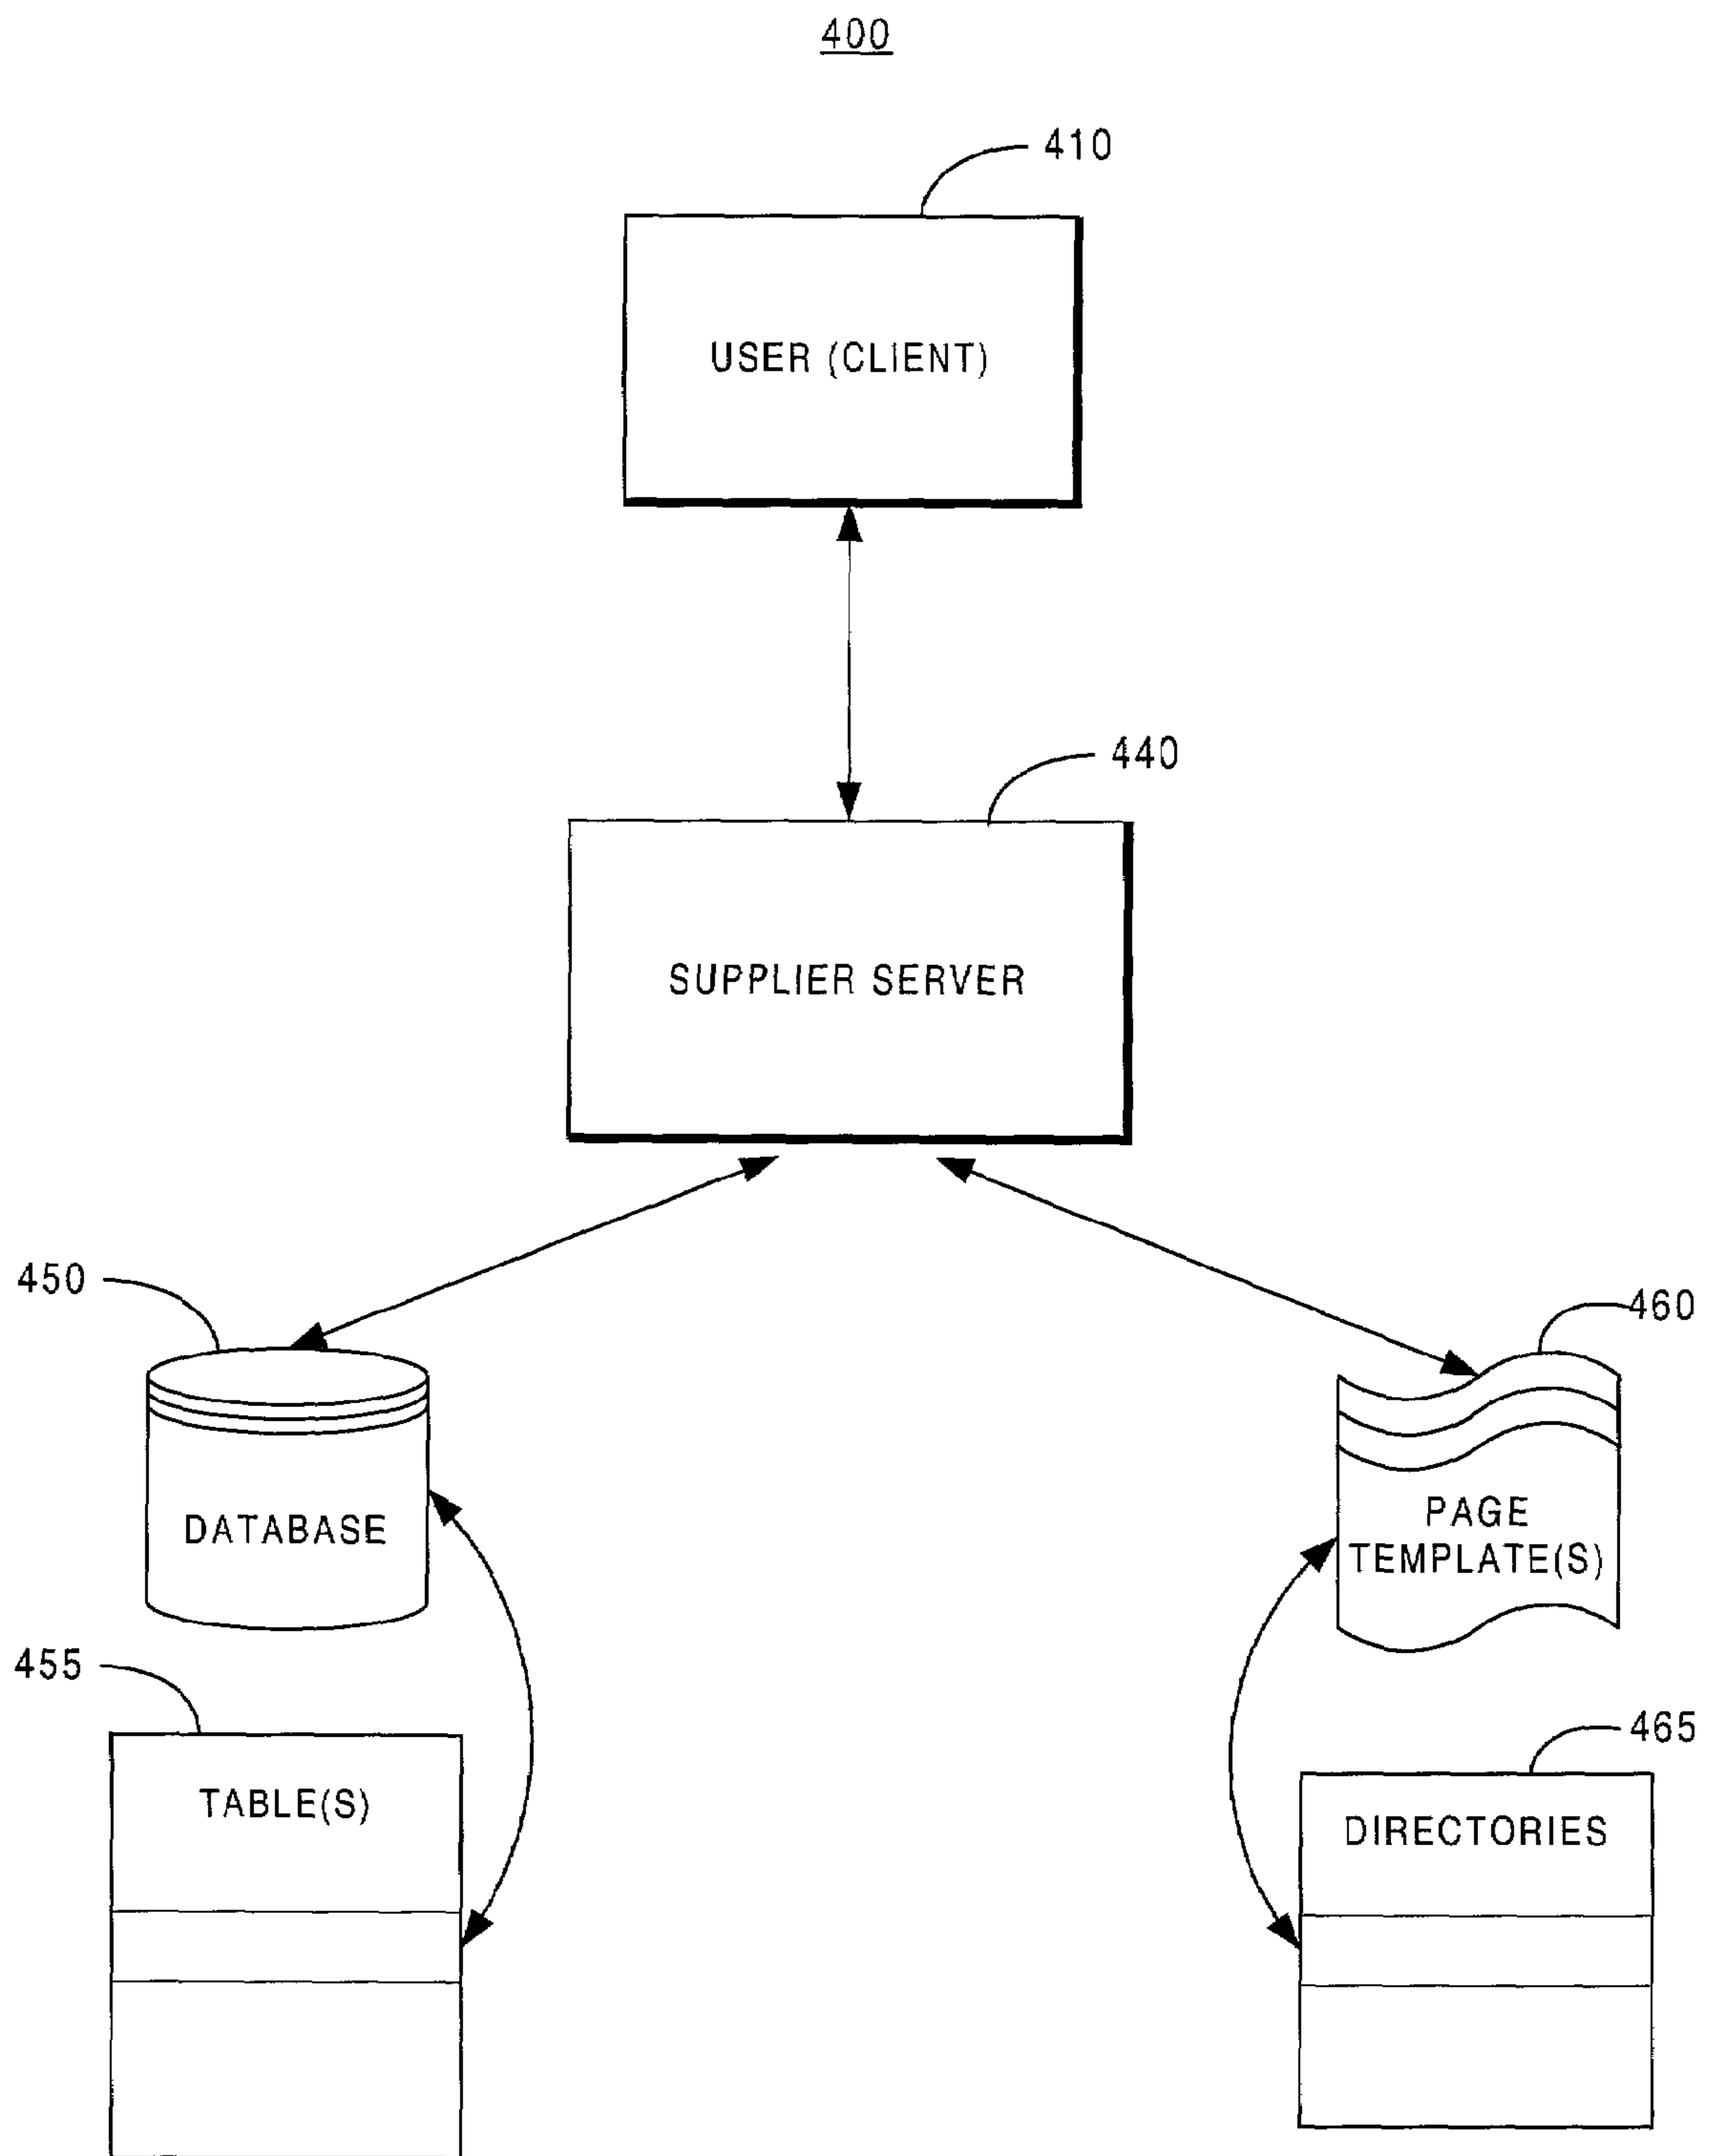 400
410
USER (CLIENT)
440
SUPPLIER SERVER
450
460
DATABASE
PAGE
TEMPLATE(S)
455
465
TABLE(S)
DIRECTORIES